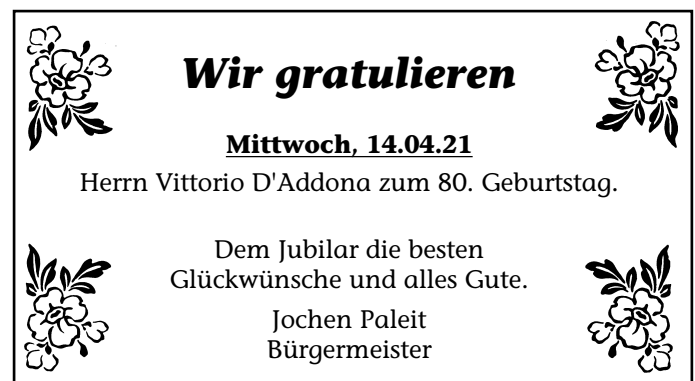 Wir gratulieren
Mittwoch, 14.04.21
Herrn Vittorio D'Addona zum 80. Geburtstag.
Dem Jubilar die besten
Glückwünsche und alles Gute.
Jochen Paleit
Bürgermeister